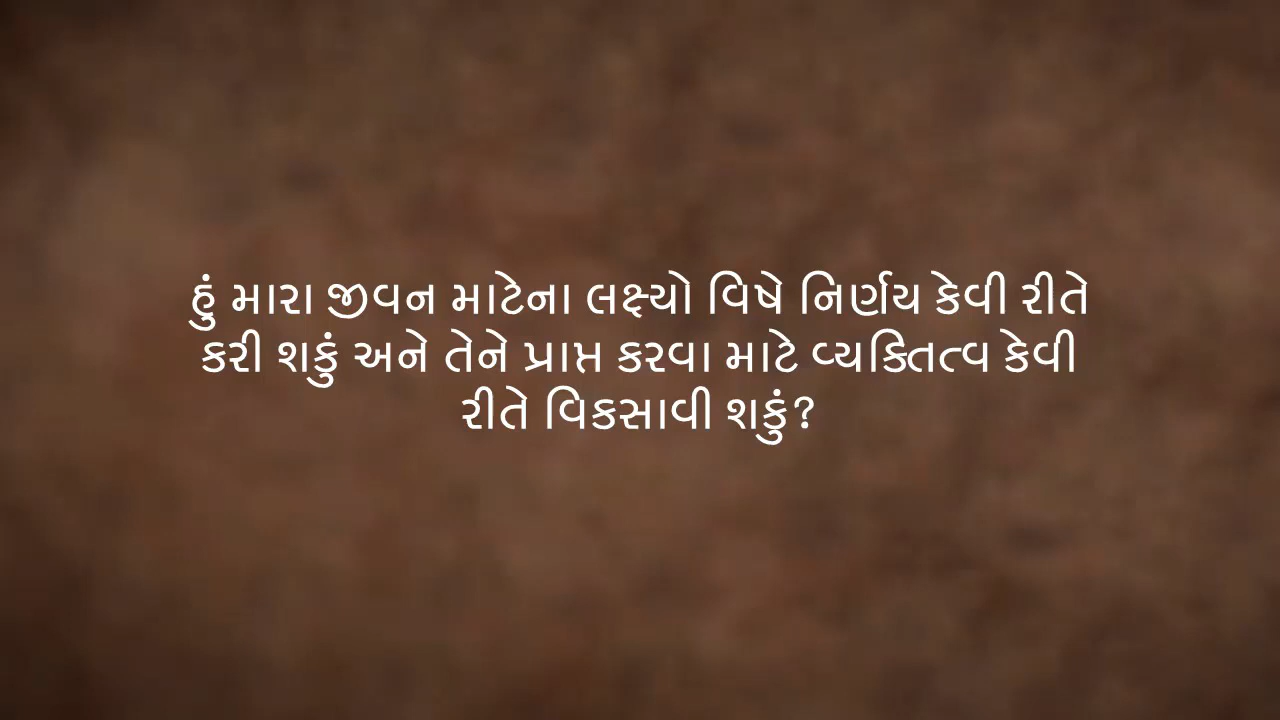 હું મારા જીવન માટેના લક્ષ્યો વિષે નિર્ણય કેવી રીતે
કરી શકું અને તેને પ્રાપ્ત કરવા માટે વ્યક્તિત્વ કેવી
રીતે વિકસાવી શકું?